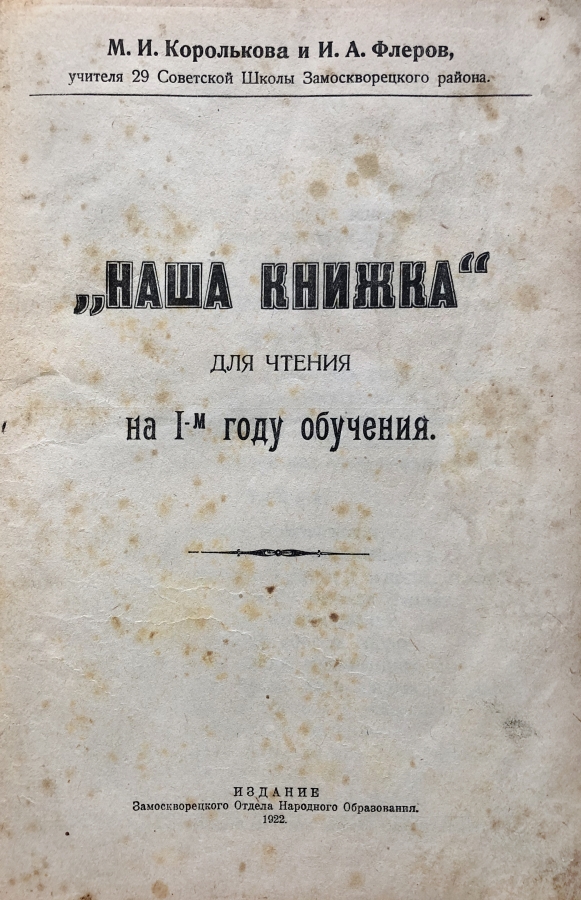 М. И. Королькова и И. А. Флеров,
учителя 29 Советской Школы Замоскворецкого района.
„НАША КНИЖКА“
ДЛЯ ЧТЕНИЯ
на I-м году обучения.
ИЗДАНИЕ
Замоскворецкого Отдела Народного Образования.
1922.